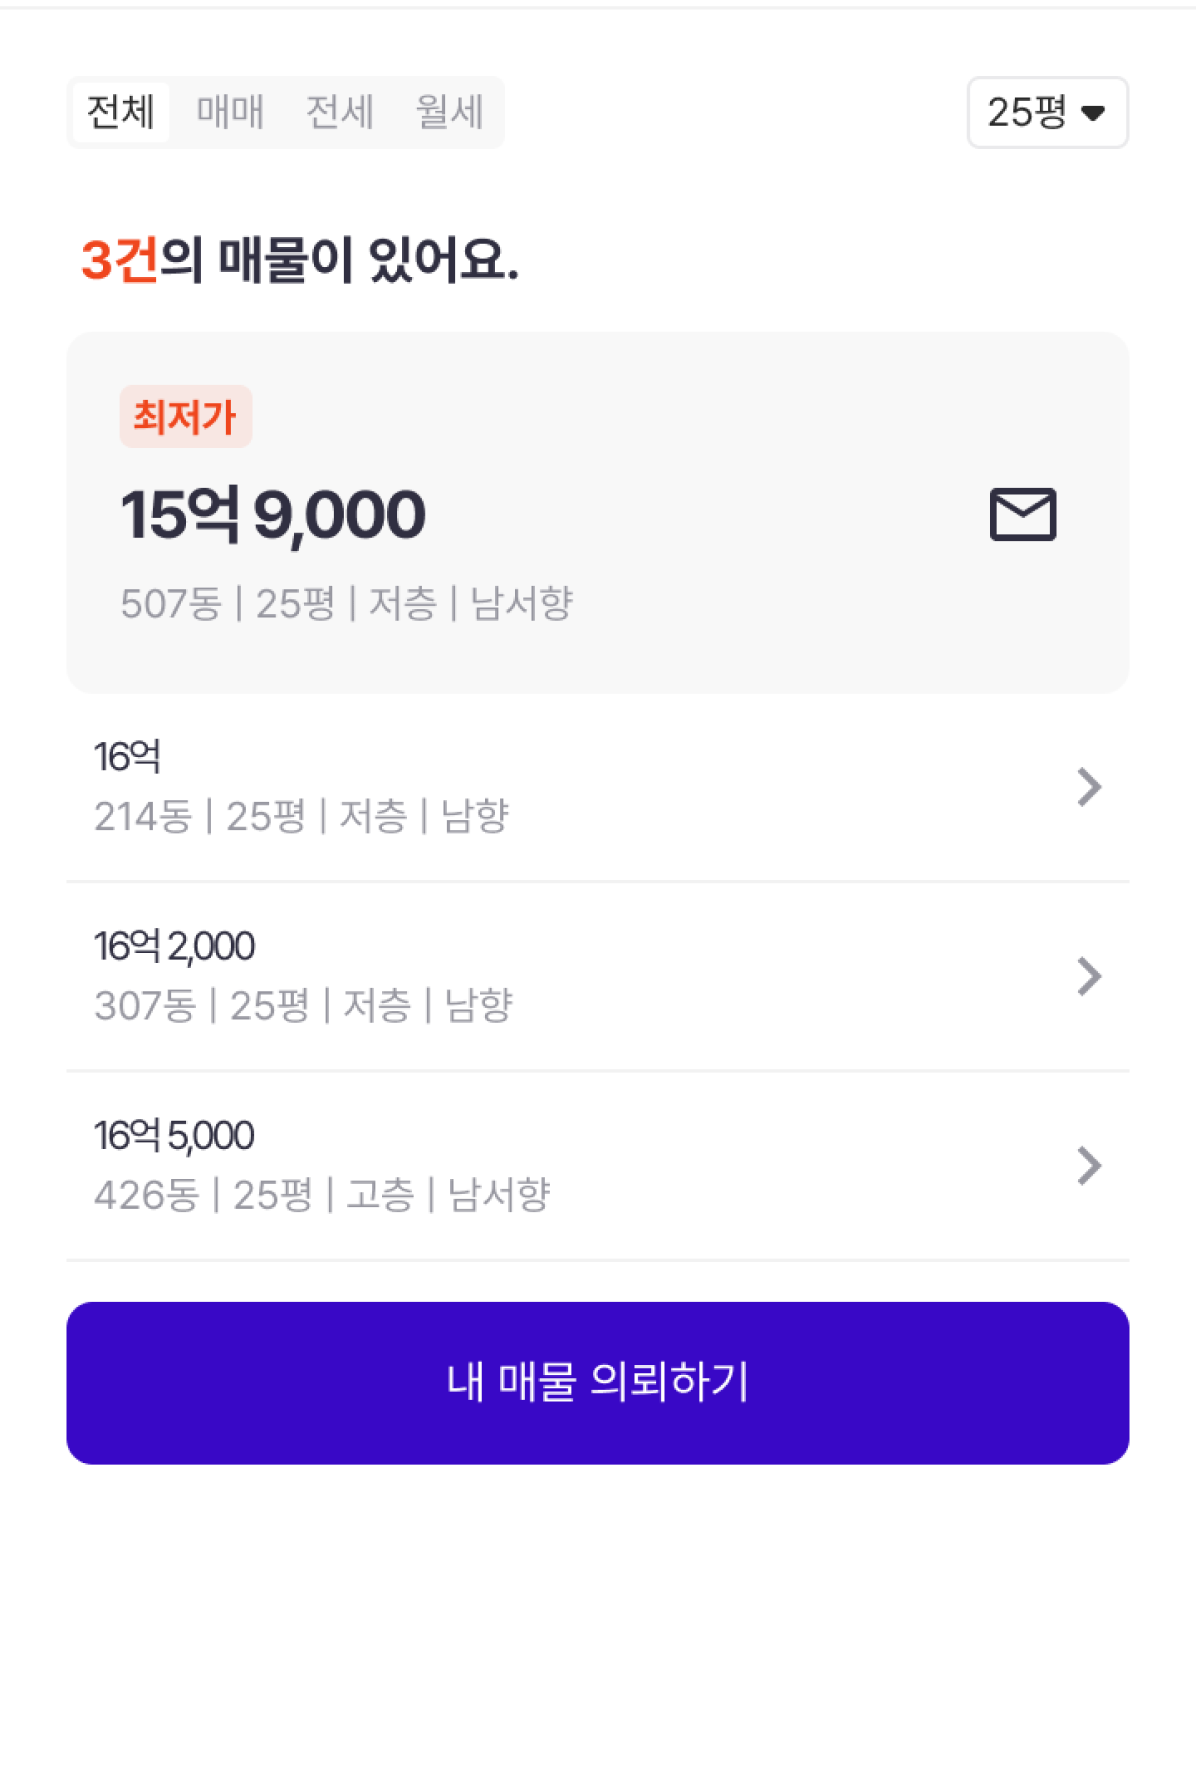 전체 매매 전세 월세 25평
3건의 매물이 있어요.
최저가
15억 9,000
507동 | 25평 | 저층 | 남서향
16억
214동 | 25평 | 저층 | 남향
16억 2,000
307동 | 25평 | 저층 | 남향
16억 5,000
426동 | 25평 | 고층 | 남서향
내 매물 의뢰하기